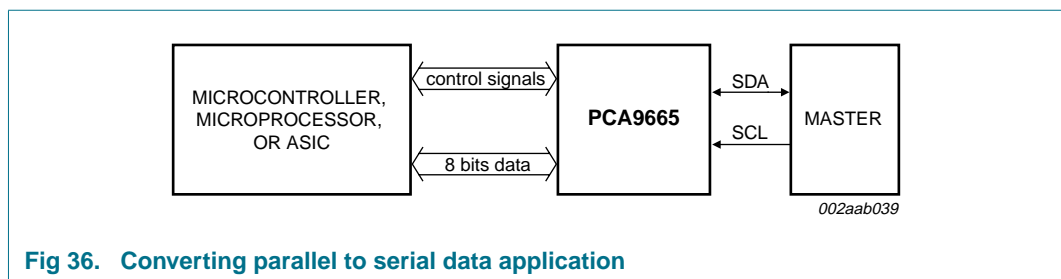 MICROCONTROLLER,
MICROPROCESSOR,
OR ASIC
control signals
8 bits data
PCA9665
SDA
SCL
MASTER
002aab039
Fig 36. Converting parallel to serial data application